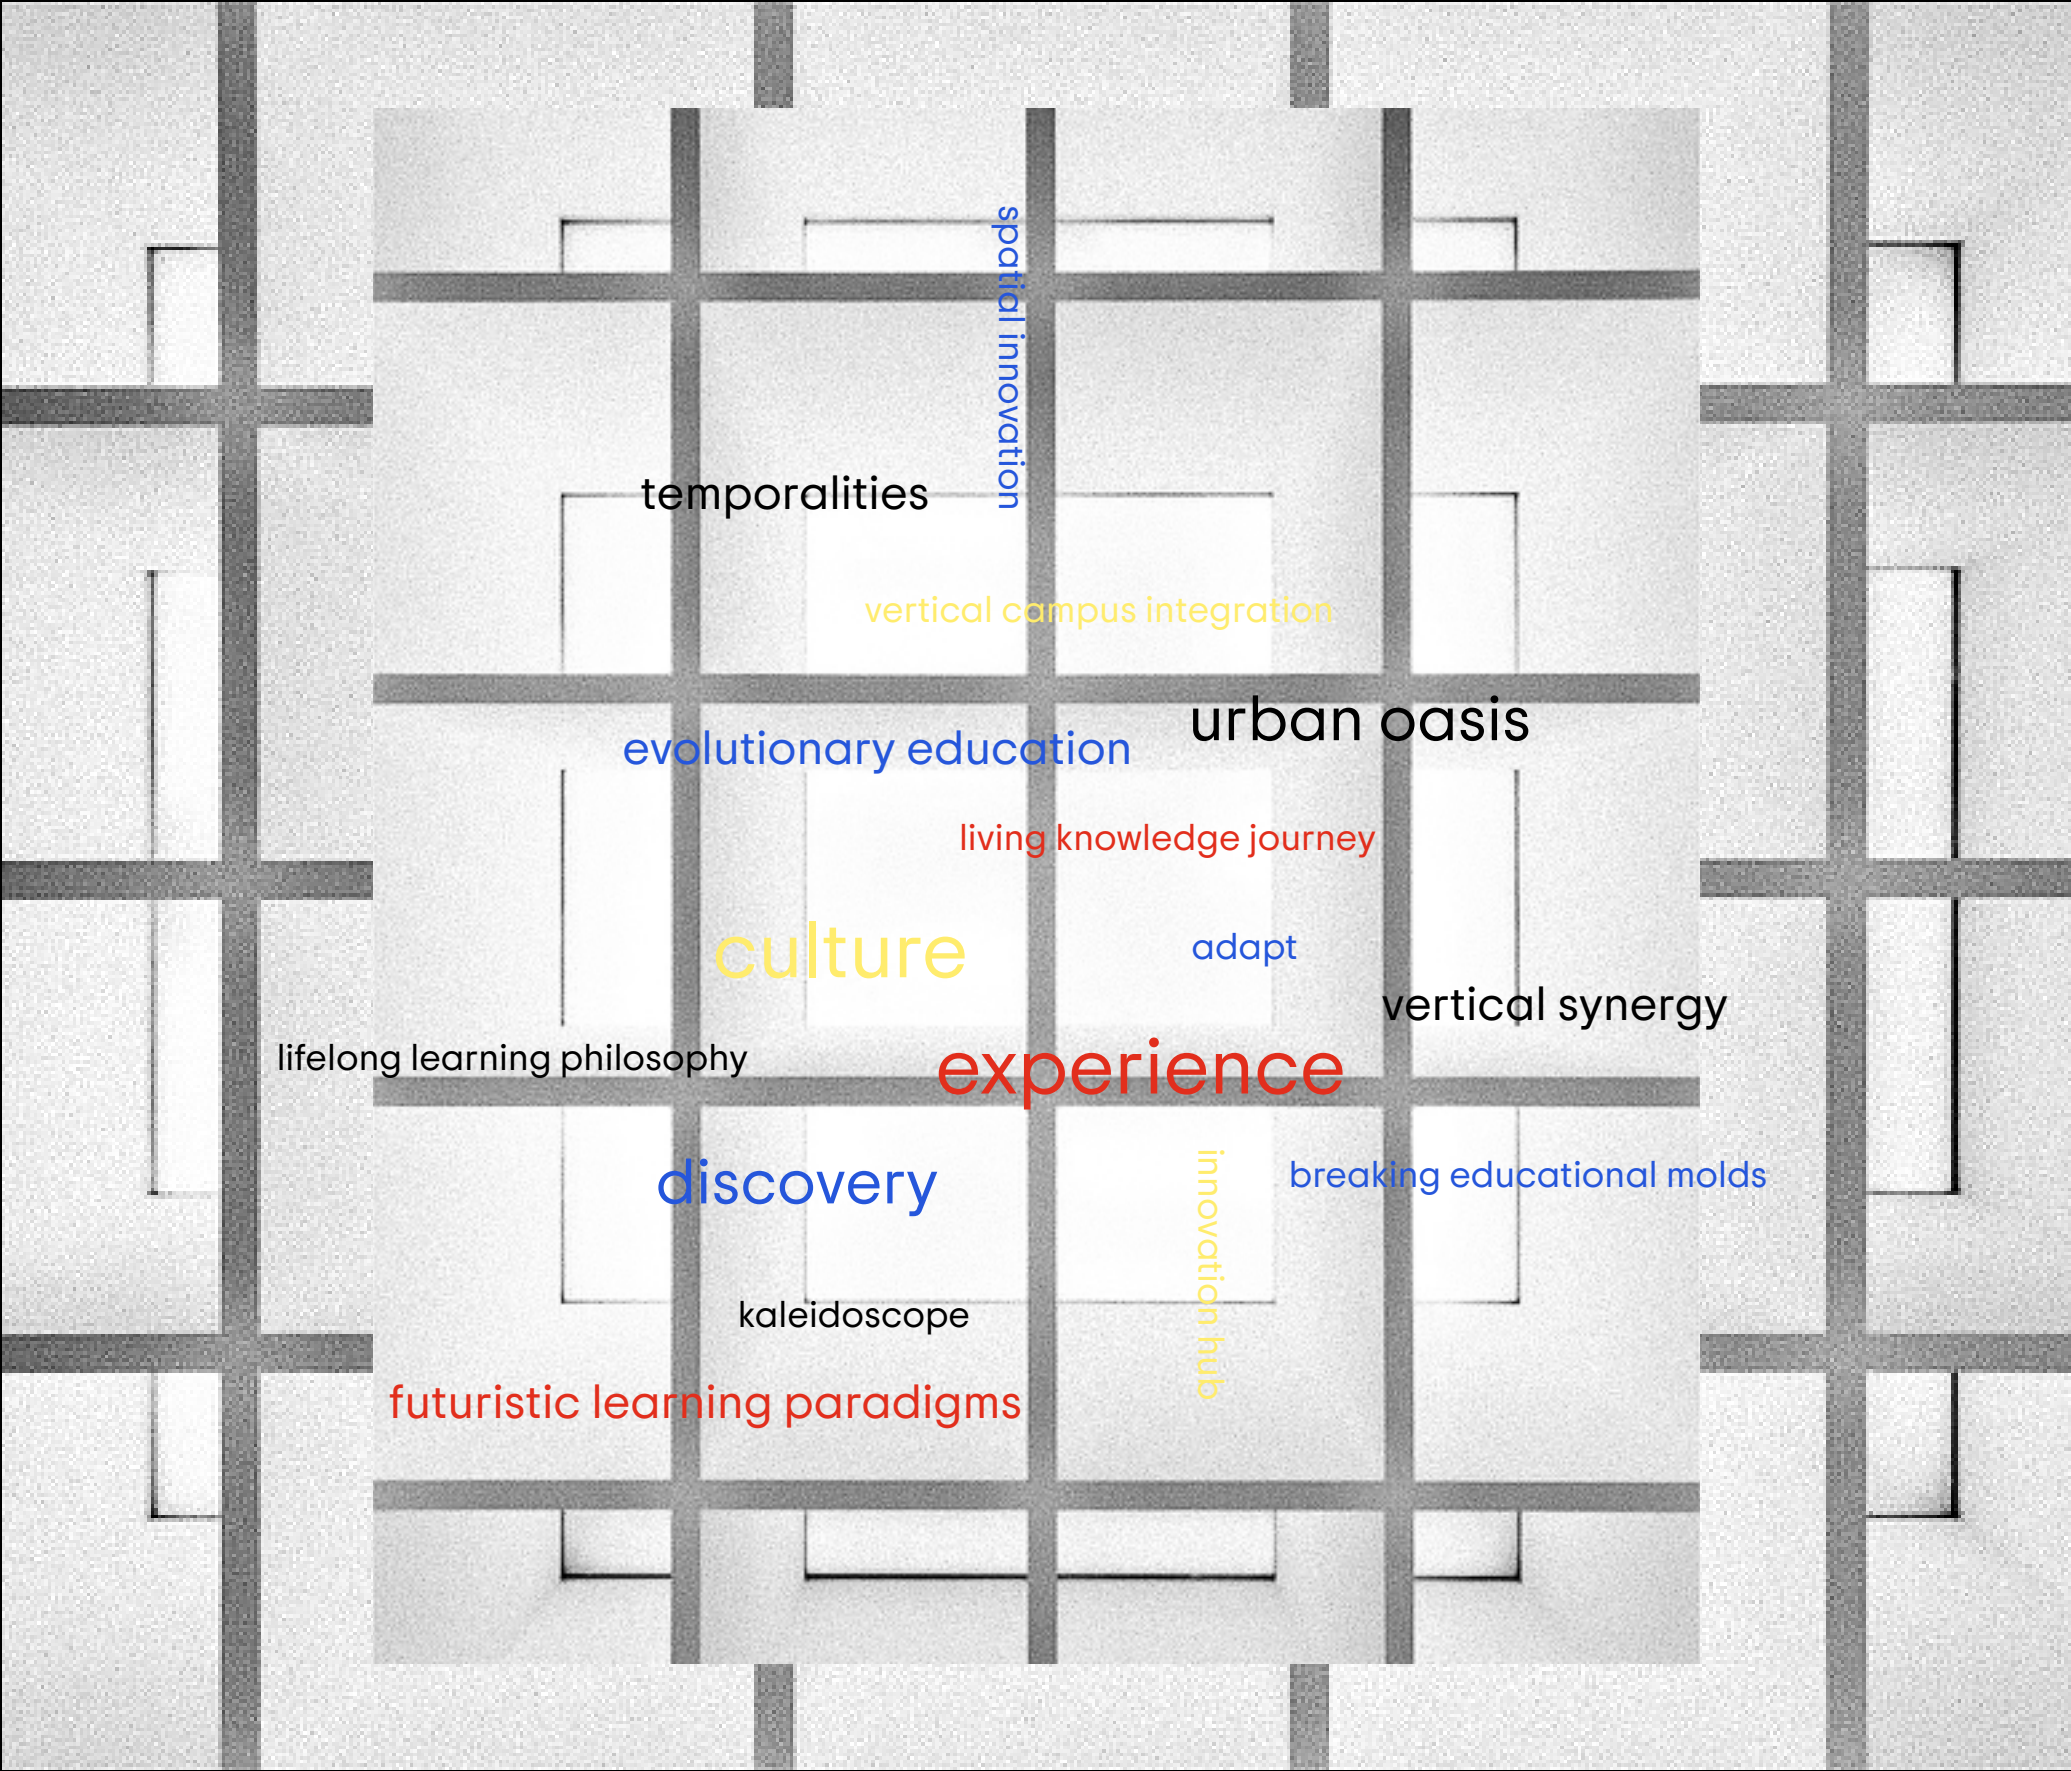 spatial innovation
temporalities
vertical campus integration
urban oasis
evolutionary education
living knowledge journey
culture
adapt
vertical synergy
lifelong learning philosophy
experience
discovery
innovation hub
breaking educational molds
kaleidoscope
futuristic learning paradigms